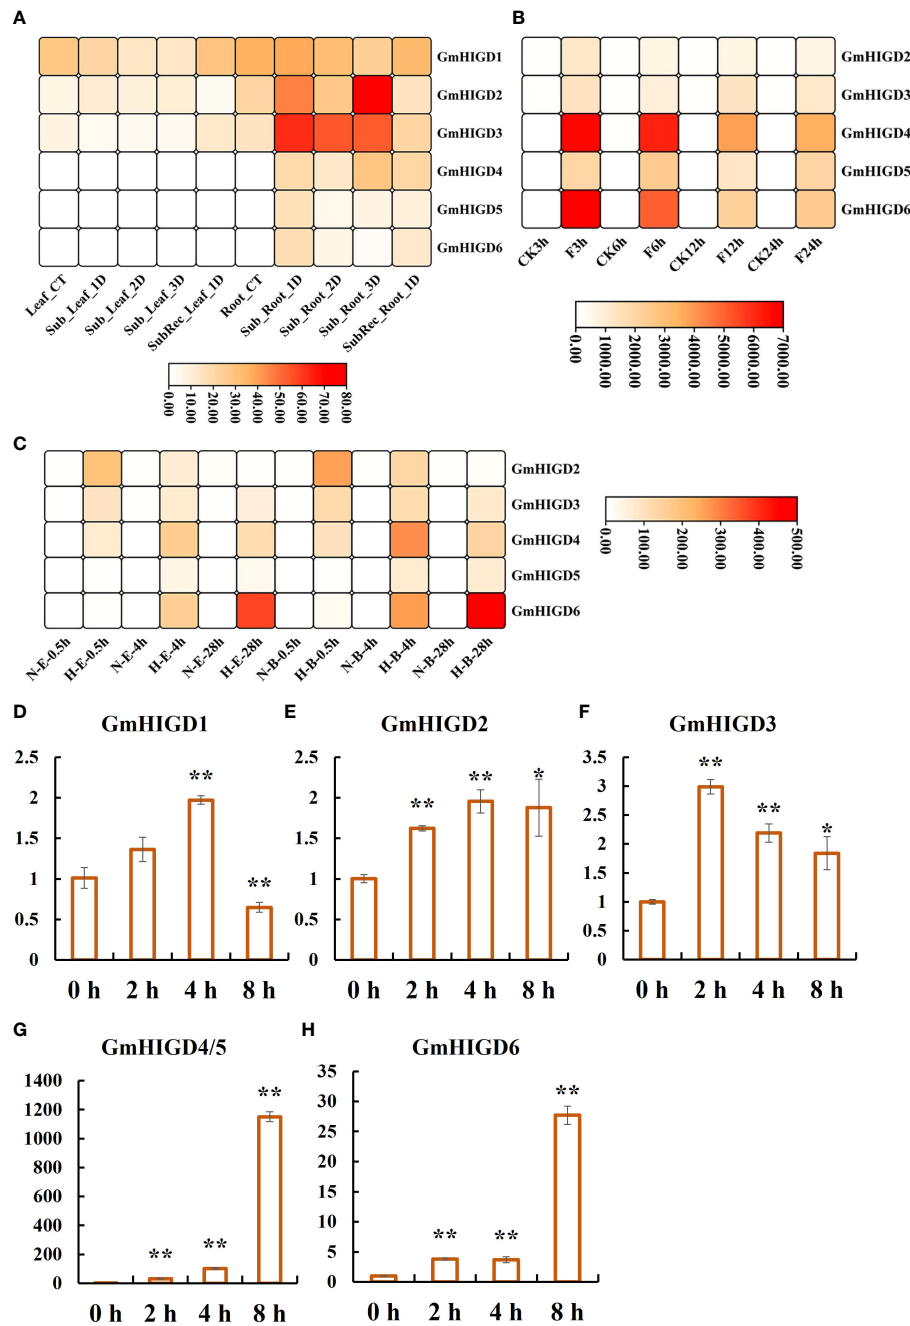 A
GmHIGD1
GmHIGD2
GmHIGD3
GmHIGD4
GmHIGD5
GmHIGD6
Leaf_CT
Sub_Leaf_1D
Sub_Leaf_2D
Sub_Leaf_3D
SubRec_Leaf_1D
Root_CT
Sub_Root_1D
Sub_Root_2D
Sub_Root_3D
SubRec_Root_1D
0.00
10.00
20.00
30.00
40.00
50.00
60.00
70.00
80.00
B
GmHIGD2
GmHIGD3
GmHIGD4
GmHIGD5
GmHIGD6
CK3h
F3h
CK6h
F6h
CK12h
F12h
CK24h
F24h
0.00
1000.00
2000.00
3000.00
4000.00
5000.00
6000.00
7000.00
C
GmHIGD2
GmHIGD3
GmHIGD4
GmHIGD5
GmHIGD6
N-E-0.5h
H-E-0.5h
N-E-4h
H-E-4h
N-E-28h
H-E-28h
N-B-0.5h
H-B-0.5h
N-B-4h
H-B-4h
N-B-28h
H-B-28h
0.00
100.00
200.00
300.00
400.00
500.00
D
GmHIGD1
2.5
2
1.5
1
0.5
0
**
**
0 h 2 h 4 h 8 h
E
GmHIGD2
2.5
2
1.5
1
0.5
0
**
**
*
0 h 2 h 4 h 8 h
F
GmHIGD3
3.5
3
2.5
2
1.5
1
0.5
0
**
**
*
0 h 2 h 4 h 8 h
G
GmHIGD4/5
1400
1200
1000
800
600
400
200
0
**
**
**
0 h 2 h 4 h 8 h
H
GmHIGD6
35
30
25
20
15
10
5
0
**
**
**
0 h 2 h 4 h 8 h